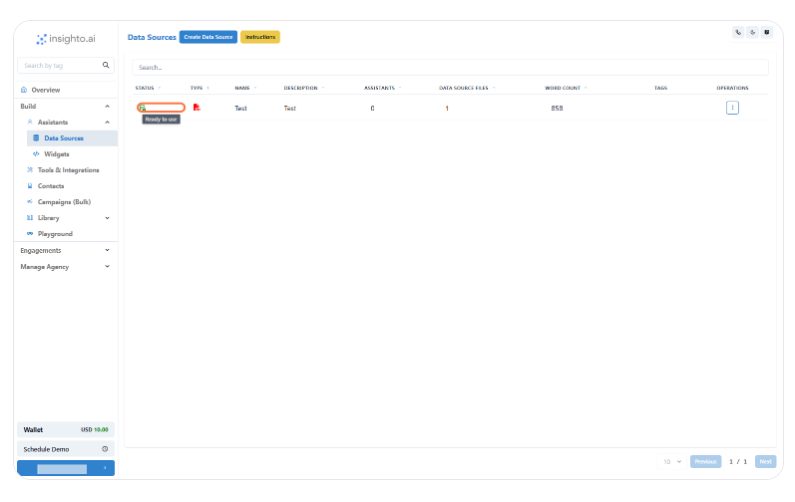 insighto.ai
Data Sources Create Data Source Instructions
Search by tag
Search...
Overview
STATUS TYPE NAME DESCRIPTION ASSISTANTS DATA SOURCE FILES WORD COUNT TAGS OPERATIONS
Build
Test Test 0 1 858
Ready to use
Assistants
Data Sources
Widgets
Tools & Integrations
Contacts
Campaigns (Bulk)
Library
Playground
Engagements
Manage Agency
Wallet USD 10.00
Schedule Demo
10 Previous 1 / 1 Next